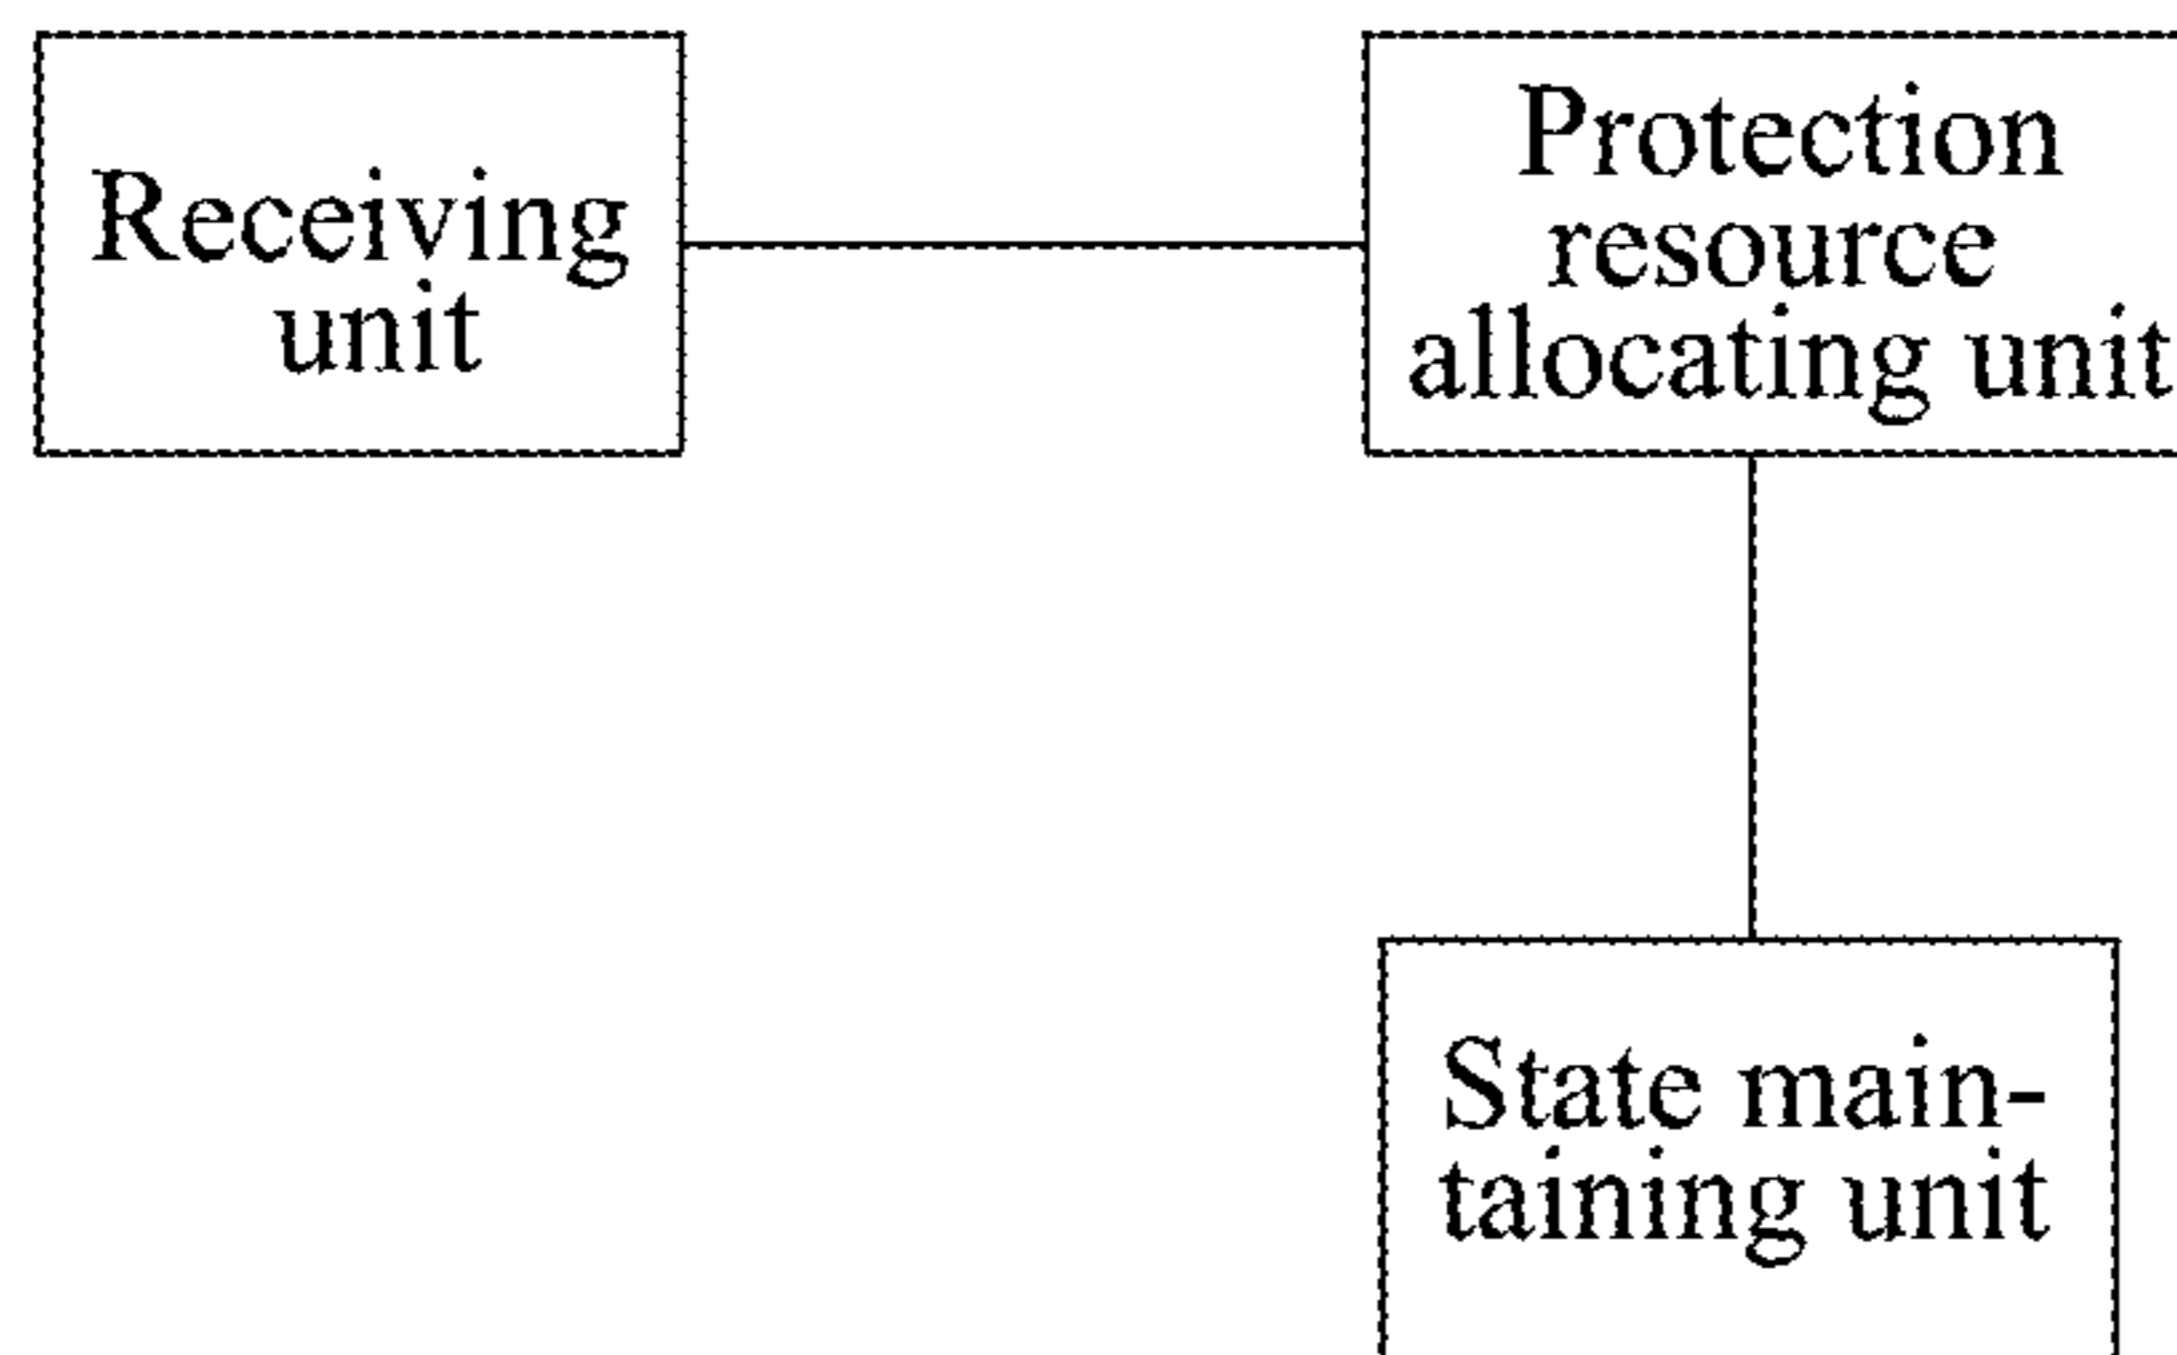 Receiving
unit
Protection
resource
allocating unit
State main-
taining unit